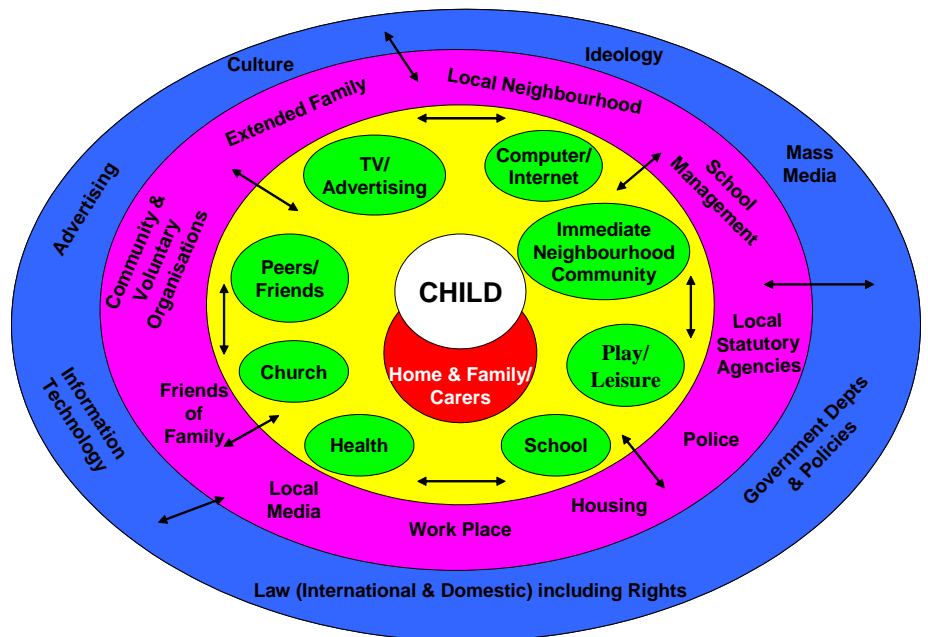 Culture
Ideology
Extended Family
Local Neighbourhood
Advertising
TV/
Advertising
Computer/
Internet
School
Management
Mass
Media
Community &
Voluntary
Organisations
Peers/
Friends
Immediate
Neighbourhood
Community
CHILD
Home & Family/
Carers
Play/
Leisure
Local
Statutory
Agencies
Church
Friends
of
Family
Information
Technology
Health
School
Police
Government Depts
& Policies
Local
Media
Work Place
Housing
Law (International & Domestic) including Rights